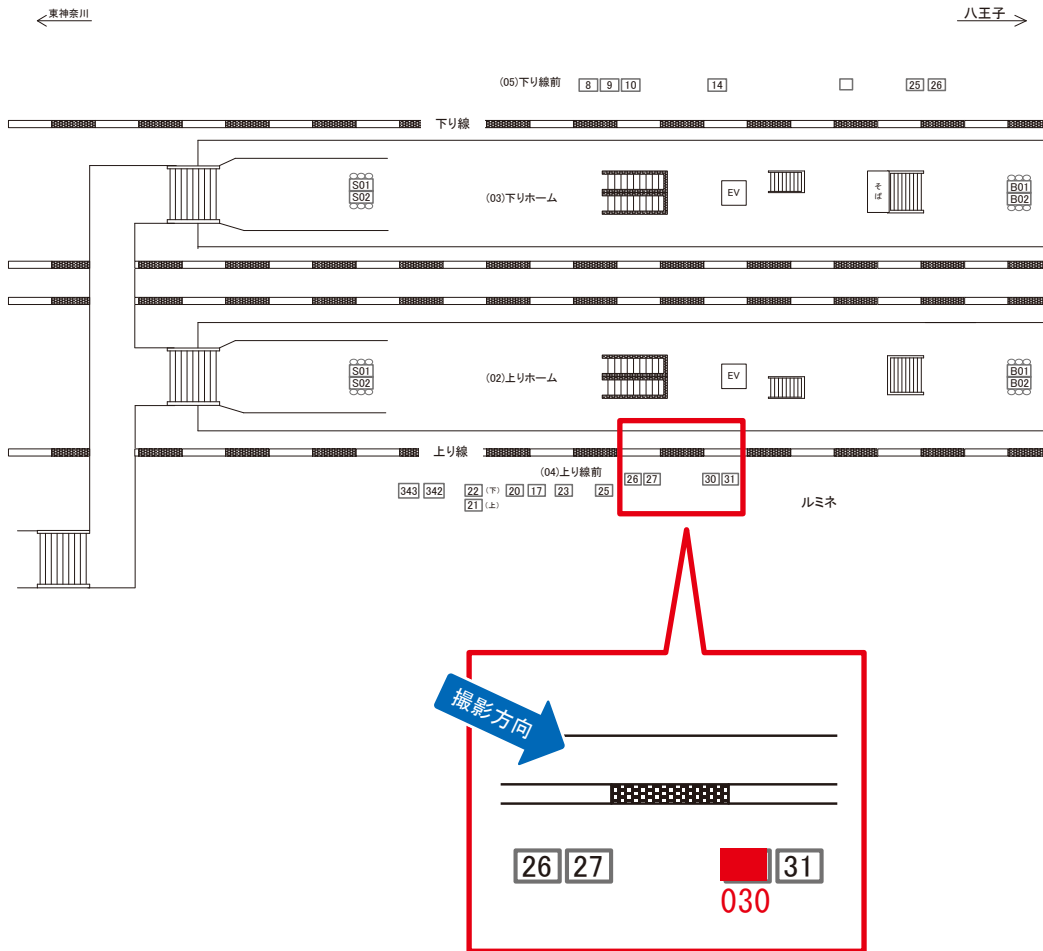 東神奈川
八王子
(05)下り線前
8 9 10 14 25 26
下り線
S01
S02
(03)下りホーム
EV
そば
B01
B02
S01
S02
(02)上りホーム
EV
B01
B02
上り線
(04)上り線前
26 27 30 31
343 342 22 (下) 20 17 23 25
21 (上)
ルミネ
撮影方向
26 27 31
030